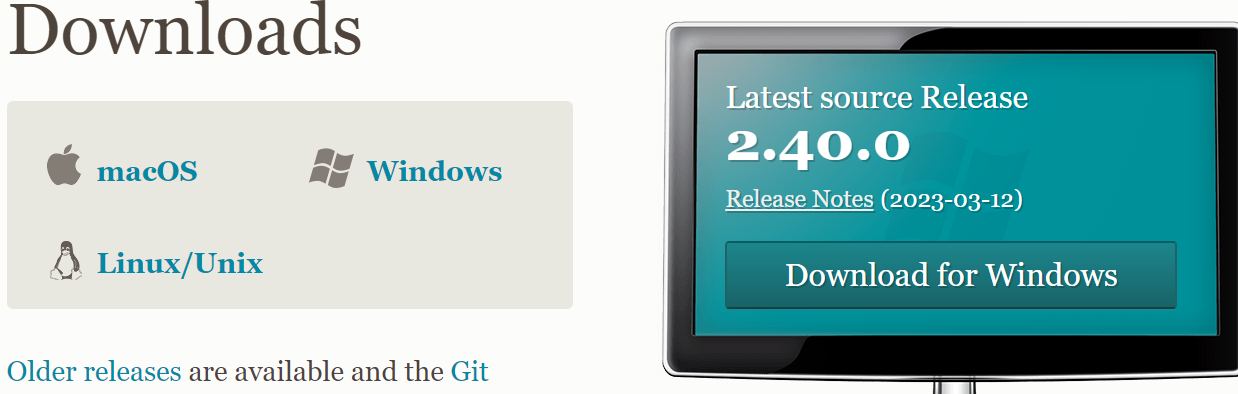 Downloads
macOS
Windows
Linux/Unix
Older releases are available and the Git
Latest source Release
2.40.0
Release Notes (2023-03-12)
Download for Windows